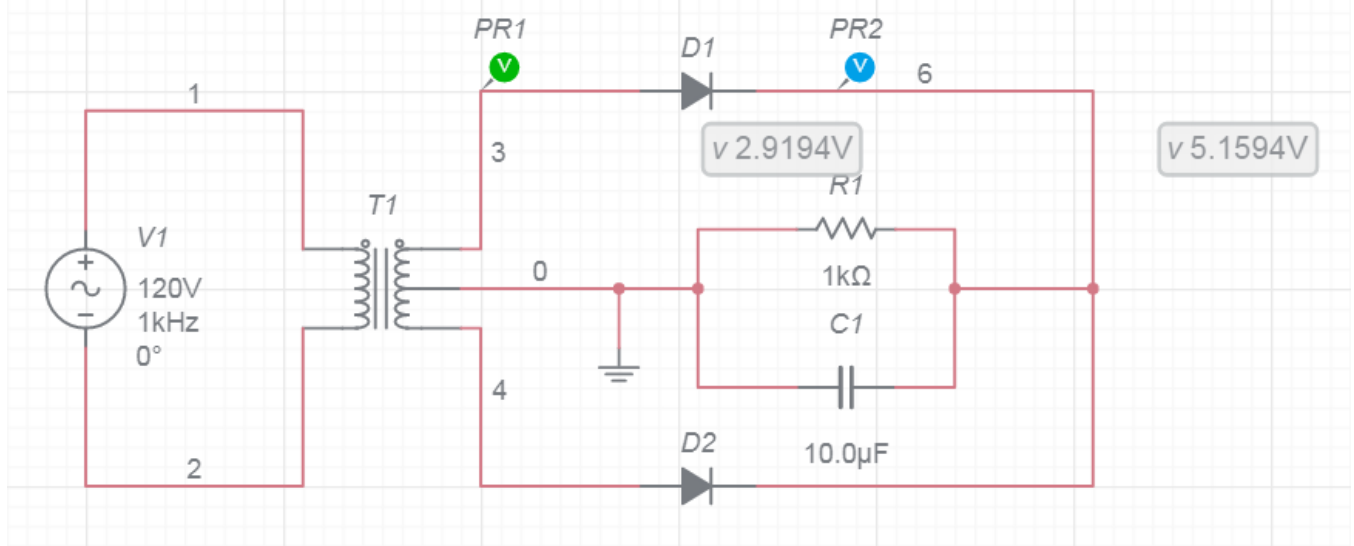 PR1
D1
PR2
6
1
3
v 2.9194V
v 5.1594V
R1
T1
V1
120V
1kHz
0°
0
1kΩ
C1
4
D2
10.0µF
2
V
V